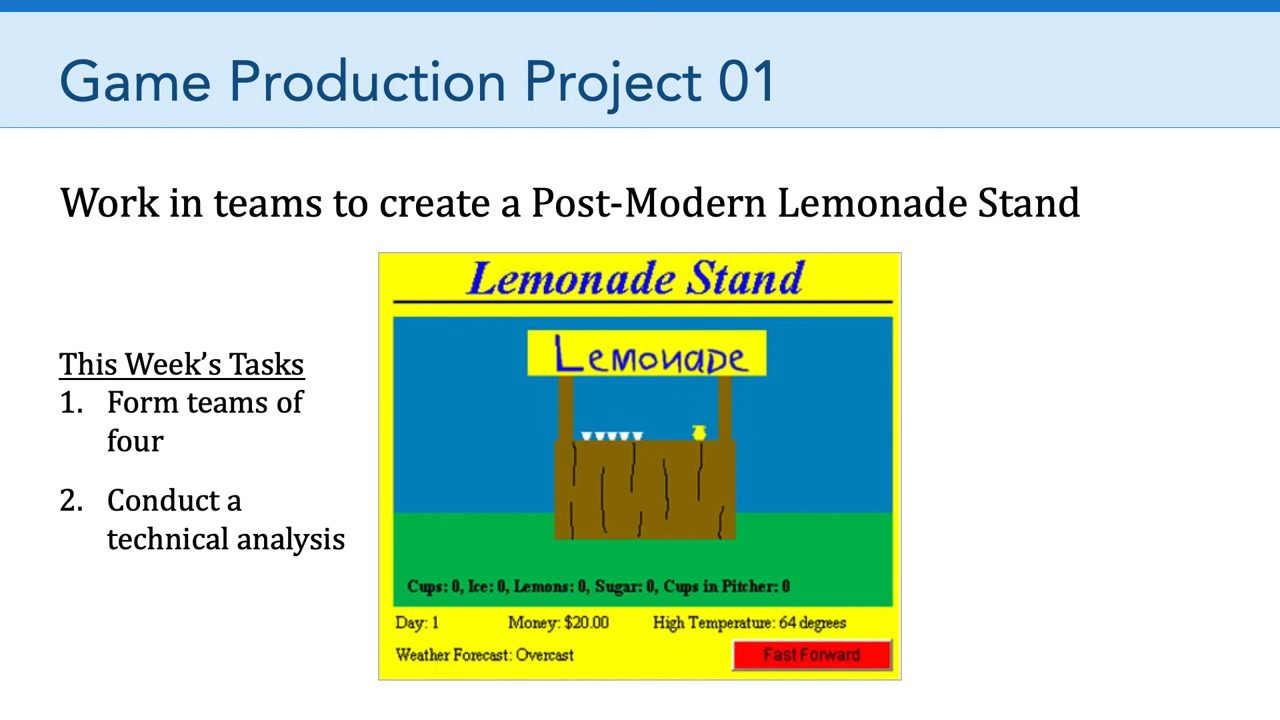 Game Production Project 01
Work in teams to create a Post-Modern Lemonade Stand
This Week’s Tasks
1. Form teams of
four
2. Conduct a
technical analysis
Lemonade Stand
Lemonade
Cups: 0, Ice: 0, Lemons: 0, Sugar: 0, Cups in Pitcher: 0
Day: 1 Money: $20.00 High Temperature: 64 degrees
Weather Forecast: Overcast Fast Forward